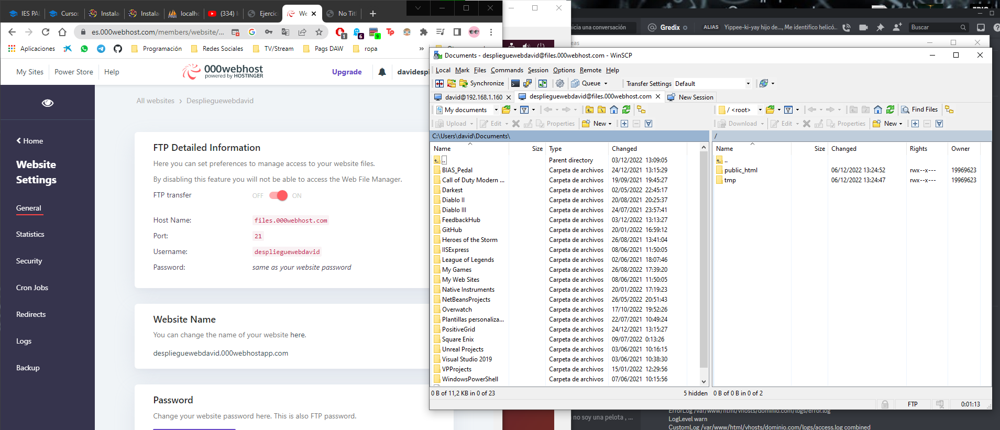 IES PAL
Curso:
Instala
Instala
localho
(334) I
Ejercic
We
No Titl
es.000webhost.com/members/website/...
1
6
9
Tp
Aplicaciones
Programación
Redes Sociales
TV/Stream
Pags DAW
ropa
»
My Sites
Power Store
Help
000webhost
powered by HOSTINGER
Upgrade
davidespi
All websites › Desplieguewebdavid
Home
Website
Settings
General
Statistics
Security
Cron Jobs
Redirects
Logs
Backup
FTP Detailed Information
Here you can set preferences to manage access to your website files.
By disabling this feature you will not be able to access the Web File Manager.
FTP transfer OFF ON
Host Name: files.000webhost.com
Port: 21
Username: desplieguewebdavid
Password: same as your website password
Website Name
You can change the name of your website here.
desplieguewebdavid.000webhostapp.com
Password
Change your website password here. This is also FTP password.
nicia una conversación
@ Gredix
ALIAS Yippee-ki-yay hijo de..., Me identifico helicó...
Buscar
eas
Documents - desplieguewebdavid@files.000webhost.com - WinSCP
Local Mark Files Commands Session Options Remote Help
Synchronize
Queue
Transfer Settings Default
david@192.168.1.160
desplieguewebdavid@files.000webhost.com
New Session
My documents
/ <root>
Find Files
Upload Edit Properties New
Download Edit Properties New
C:\Users\david\Documents\
/
Name Size Type Changed
.. Parent directory 03/12/2022 13:09:05
BIAS_Pedal Carpeta de archivos 24/12/2021 13:15:29
Call of Duty Modern ... Carpeta de archivos 19/09/2021 19:45:27
Darkest Carpeta de archivos 02/05/2022 22:45:17
Diablo II Carpeta de archivos 20/08/2021 20:25:37
Diablo III Carpeta de archivos 24/07/2021 23:57:41
FeedbackHub Carpeta de archivos 03/12/2022 13:13:27
GitHub Carpeta de archivos 20/01/2022 16:59:12
Heroes of the Storm Carpeta de archivos 26/08/2021 13:41:04
IISExpress Carpeta de archivos 08/06/2021 11:50:05
League of Legends Carpeta de archivos 02/06/2021 18:07:46
My Games Carpeta de archivos 26/08/2022 17:39:20
My Web Sites Carpeta de archivos 08/06/2021 11:50:05
Native Instruments Carpeta de archivos 20/01/2022 17:19:23
NetBeansProjects Carpeta de archivos 26/05/2022 20:51:43
Overwatch Carpeta de archivos 17/10/2022 19:52:26
Plantillas personaliza... Carpeta de archivos 22/07/2021 10:49:24
PositiveGrid Carpeta de archivos 24/12/2021 13:15:27
Square Enix Carpeta de archivos 09/07/2022 0:13:26
Unreal Projects Carpeta de archivos 03/06/2021 10:16:15
Visual Studio 2019 Carpeta de archivos 03/06/2021 10:38:30
VPProjects Carpeta de archivos 15/01/2022 12:29:56
WindowsPowerShell Carpeta de archivos 07/06/2021 10:15:56
Name Size Changed Rights Owner
..
public_html 06/12/2022 13:24:52 rwx--x--- 19969623
tmp 06/12/2022 13:24:47 rwx--x--- 19969623
0 B of 11,2 KB in 0 of 23
5 hidden
0 B of 0 B in 0 of 2
FTP
0:01:13
no soy una pelota , ...
ErrorLog /var/www/html/vhosts/dominio.com/logs/error.log
LogLevel warn
CustomLog /var/www/html/vhosts/dominio.com/logs/access.log combined